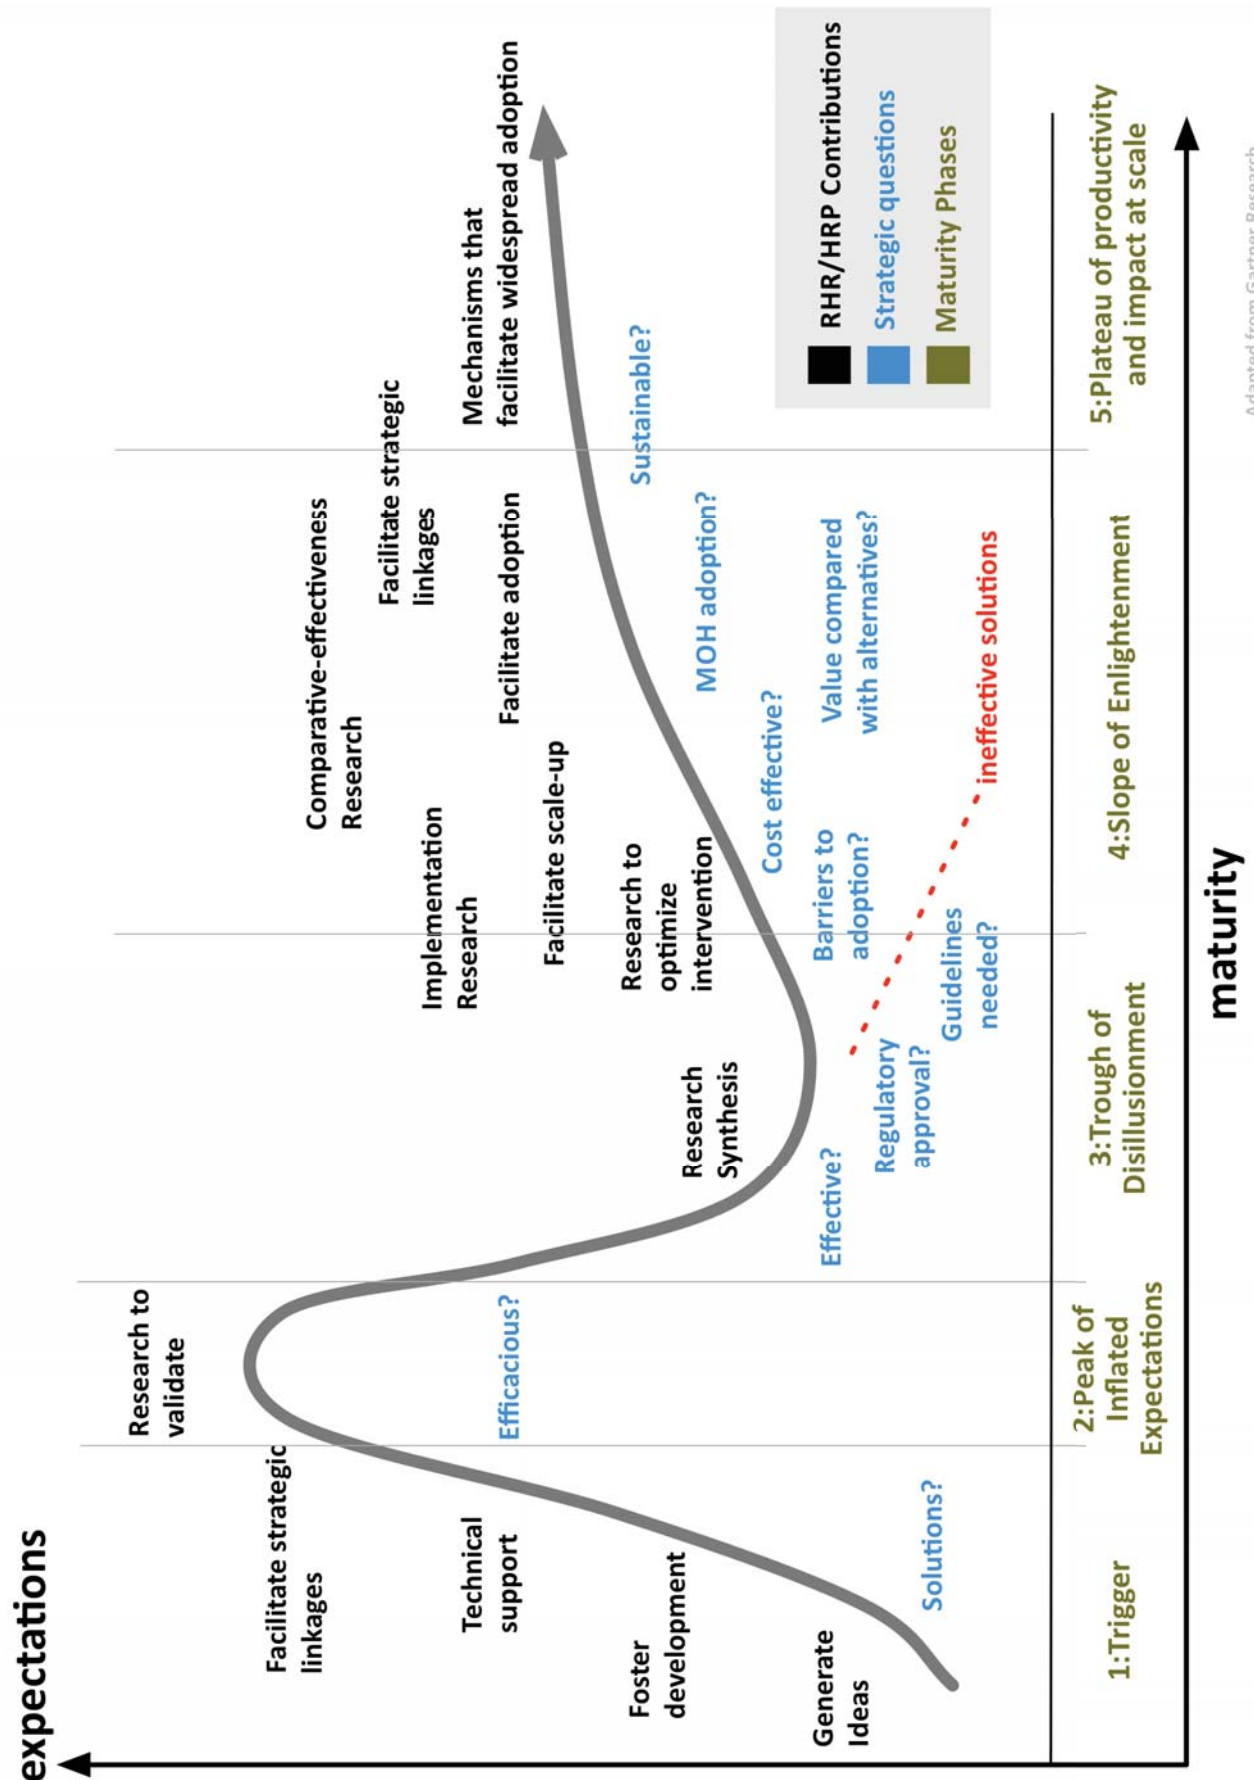 expectations
Research to
validate
Facilitate strategic
linkages
Technical
support
Foster
development
Generate
Ideas
Solutions?
Efficacious?
Research
Synthesis
Effective?
Regulatory
approval?
Guidelines
needed?
Implementation
Research
Facilitate scale-up
Research to
optimize
intervention
Barriers to
adoption?
Comparative-effectiveness
Research
Facilitate strategic
linkages
Facilitate adoption
Cost effective?
MOH adoption?
Value compared
with alternatives?
ineffective solutions
Mechanisms that
facilitate widespread adoption
Sustainable?
RHR/HRP Contributions
Strategic questions
Maturity Phases
1:Trigger
2:Peak of
Inflated
Expectations
3:Trough of
Disillusionment
4:Slope of Enlightenment
5:Plateau of productivity
and impact at scale
maturity
Adapted from Gartner Research